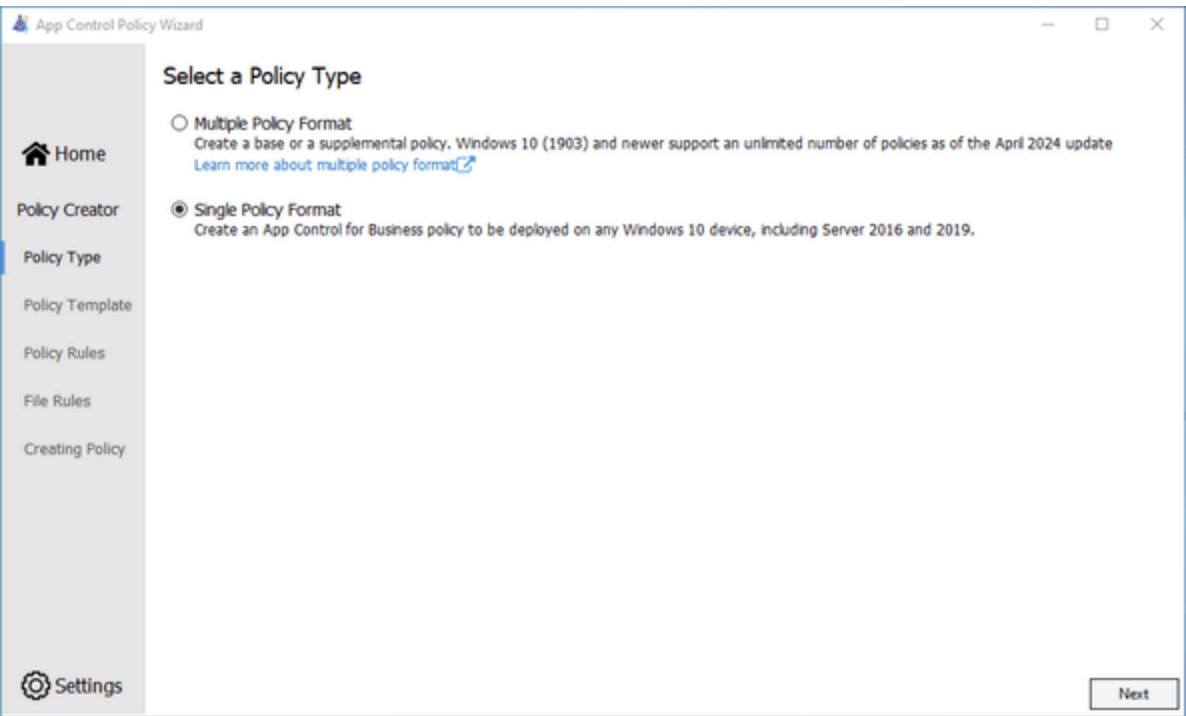 App Control Policy Wizard
Select a Policy Type
Multiple Policy Format
Create a base or a supplemental policy. Windows 10 (1903) and newer support an unlimited number of policies as of the April 2024 update
Learn more about multiple policy format
Single Policy Format
Create an App Control for Business policy to be deployed on any Windows 10 device, including Server 2016 and 2019.
Home
Policy Creator
Policy Type
Policy Template
Policy Rules
File Rules
Creating Policy
Settings
Next